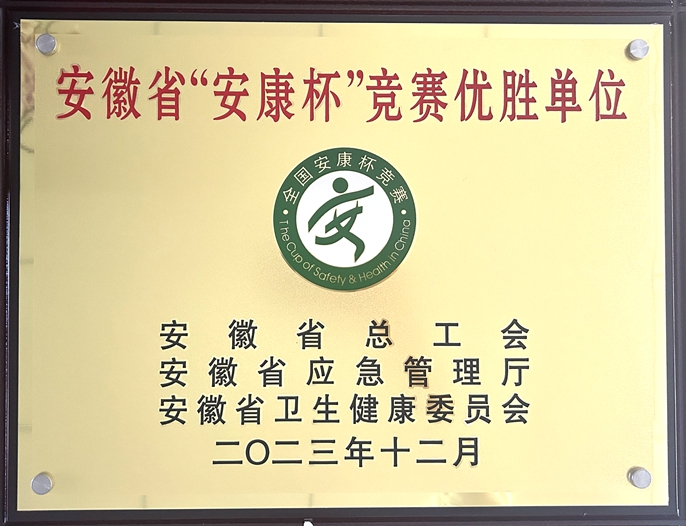 安徽省“安康杯”竞赛优胜单位
全国安康杯竞赛
The Cup of Safety & Health in China
安徽省总工会
安徽省应急管理厅
安徽省卫生健康委员会
二〇二三年十二月